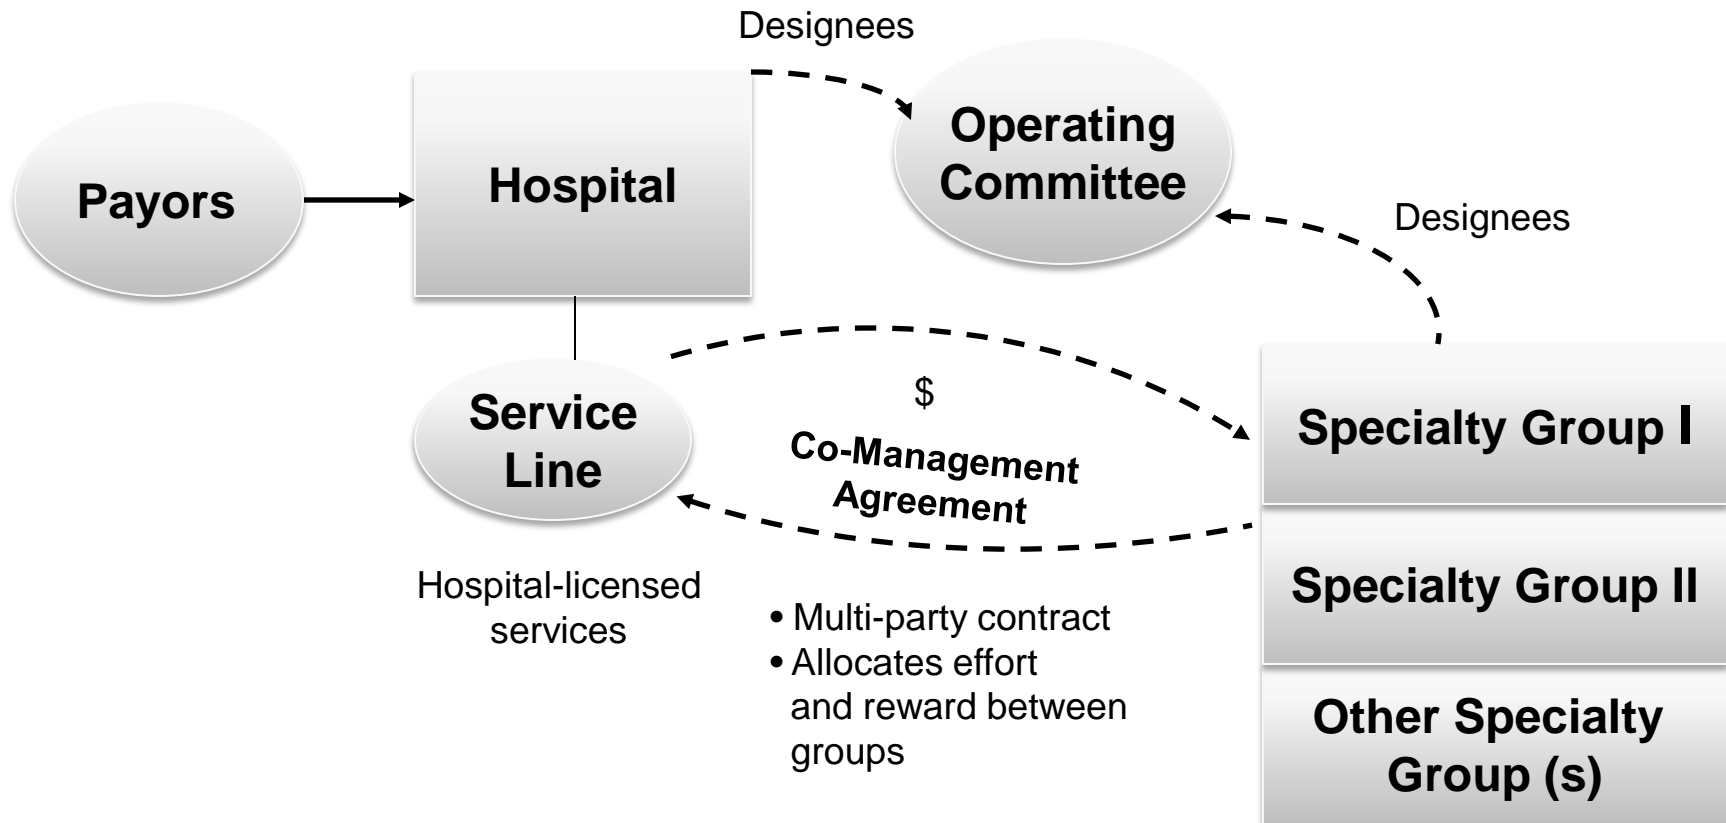 Designees
Payors
Hospital
Operating
Committee
Designees
Service
Line
$
Co-Management
Agreement
Specialty Group I
Specialty Group II
Other Specialty
Group (s)
Hospital-licensed
services
• Multi-party contract
• Allocates effort
and reward between
groups